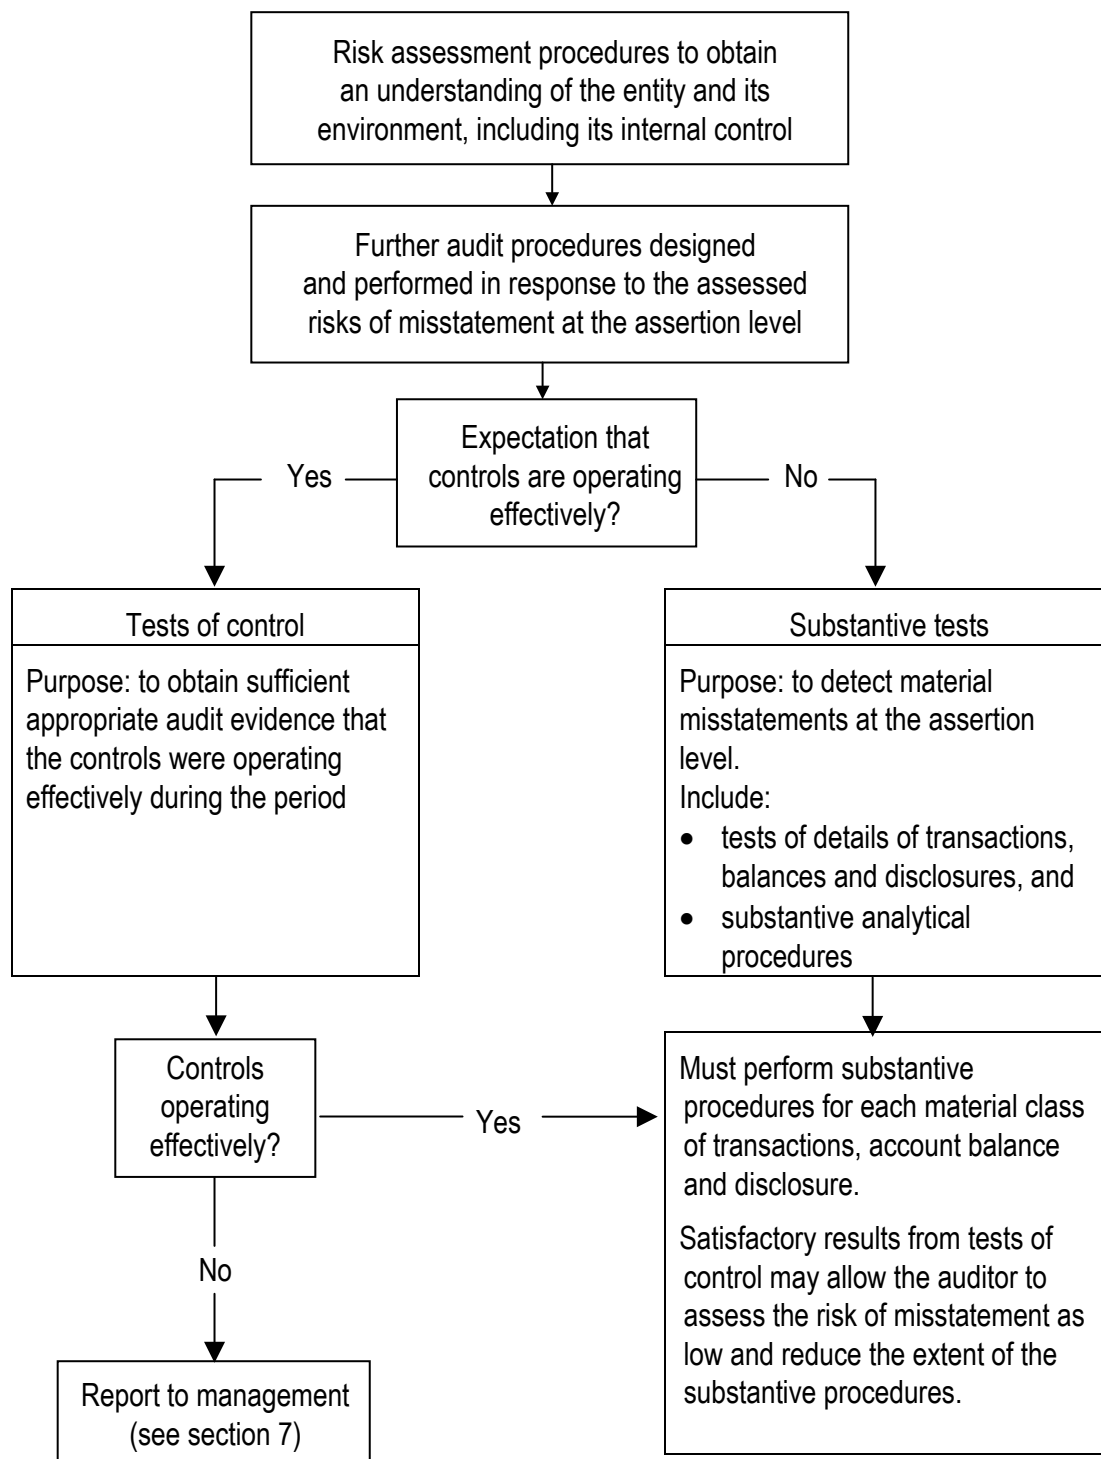 Risk assessment procedures to obtain
an understanding of the entity and its
environment, including its internal control
Further audit procedures designed
and performed in response to the assessed
risks of misstatement at the assertion level
Expectation that
controls are operating
effectively?
Yes
No
Tests of control
Purpose: to obtain sufficient
appropriate audit evidence that
the controls were operating
effectively during the period
Substantive tests
Purpose: to detect material
misstatements at the assertion
level.
Include:
• tests of details of transactions,
balances and disclosures, and
• substantive analytical
procedures
Controls
operating
effectively?
Yes
No
Must perform substantive
procedures for each material class
of transactions, account balance
and disclosure.
Satisfactory results from tests of
control may allow the auditor to
assess the risk of misstatement as
low and reduce the extent of the
substantive procedures.
Report to management
(see section 7)